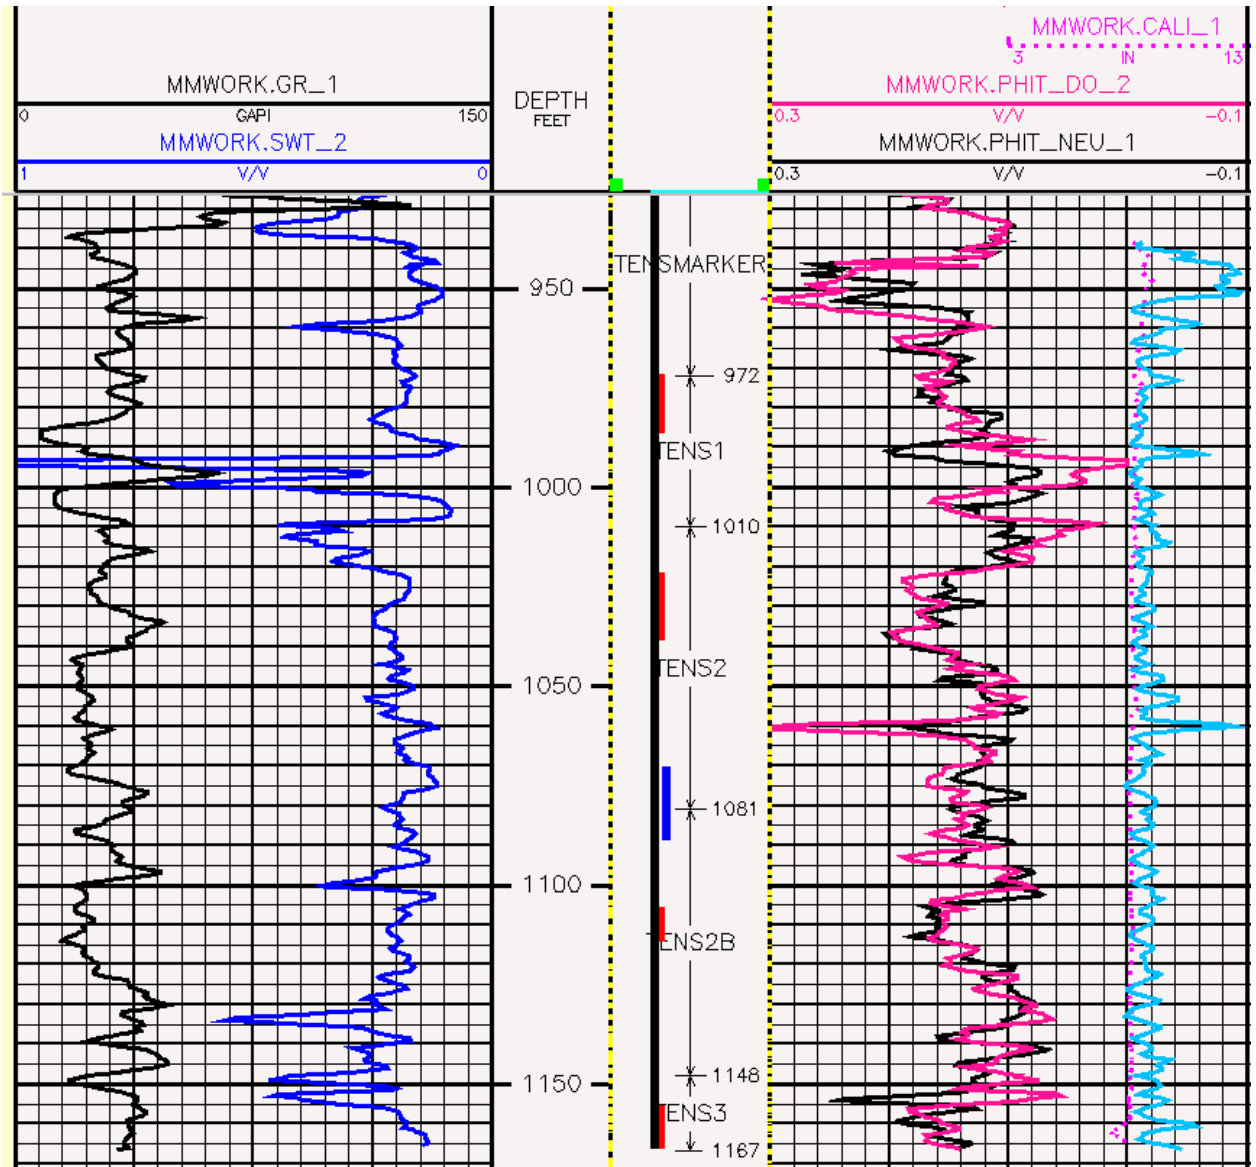 MMWORK.CALI_1
3 IN 13
MMWORK.GR_1
0 GAPI 150
MMWORK.SWT_2
1 V/V 0
DEPTH
FEET
MMWORK.PHIT_DO_2
0.3 V/V -0.1
MMWORK.PHIT_NEU_1
0.3 V/V -0.1
TENSMARKER
950
972
TENS1
1000
1010
TENS2
1050
1081
1100
TENS2B
1148
1150
TENS3
1167